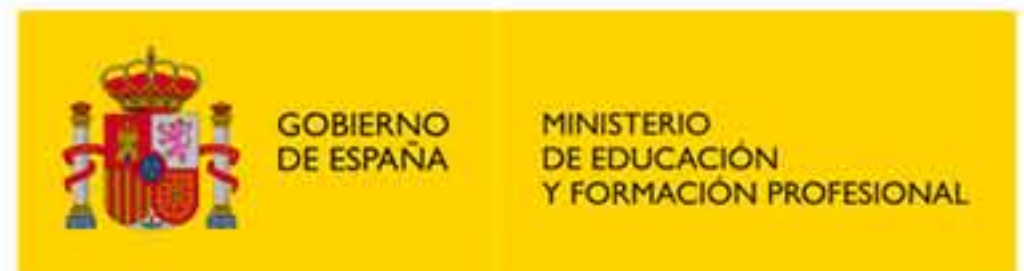 GOBIERNO
DE ESPAÑA
MINISTERIO
DE EDUCACIÓN
Y FORMACIÓN PROFESIONAL